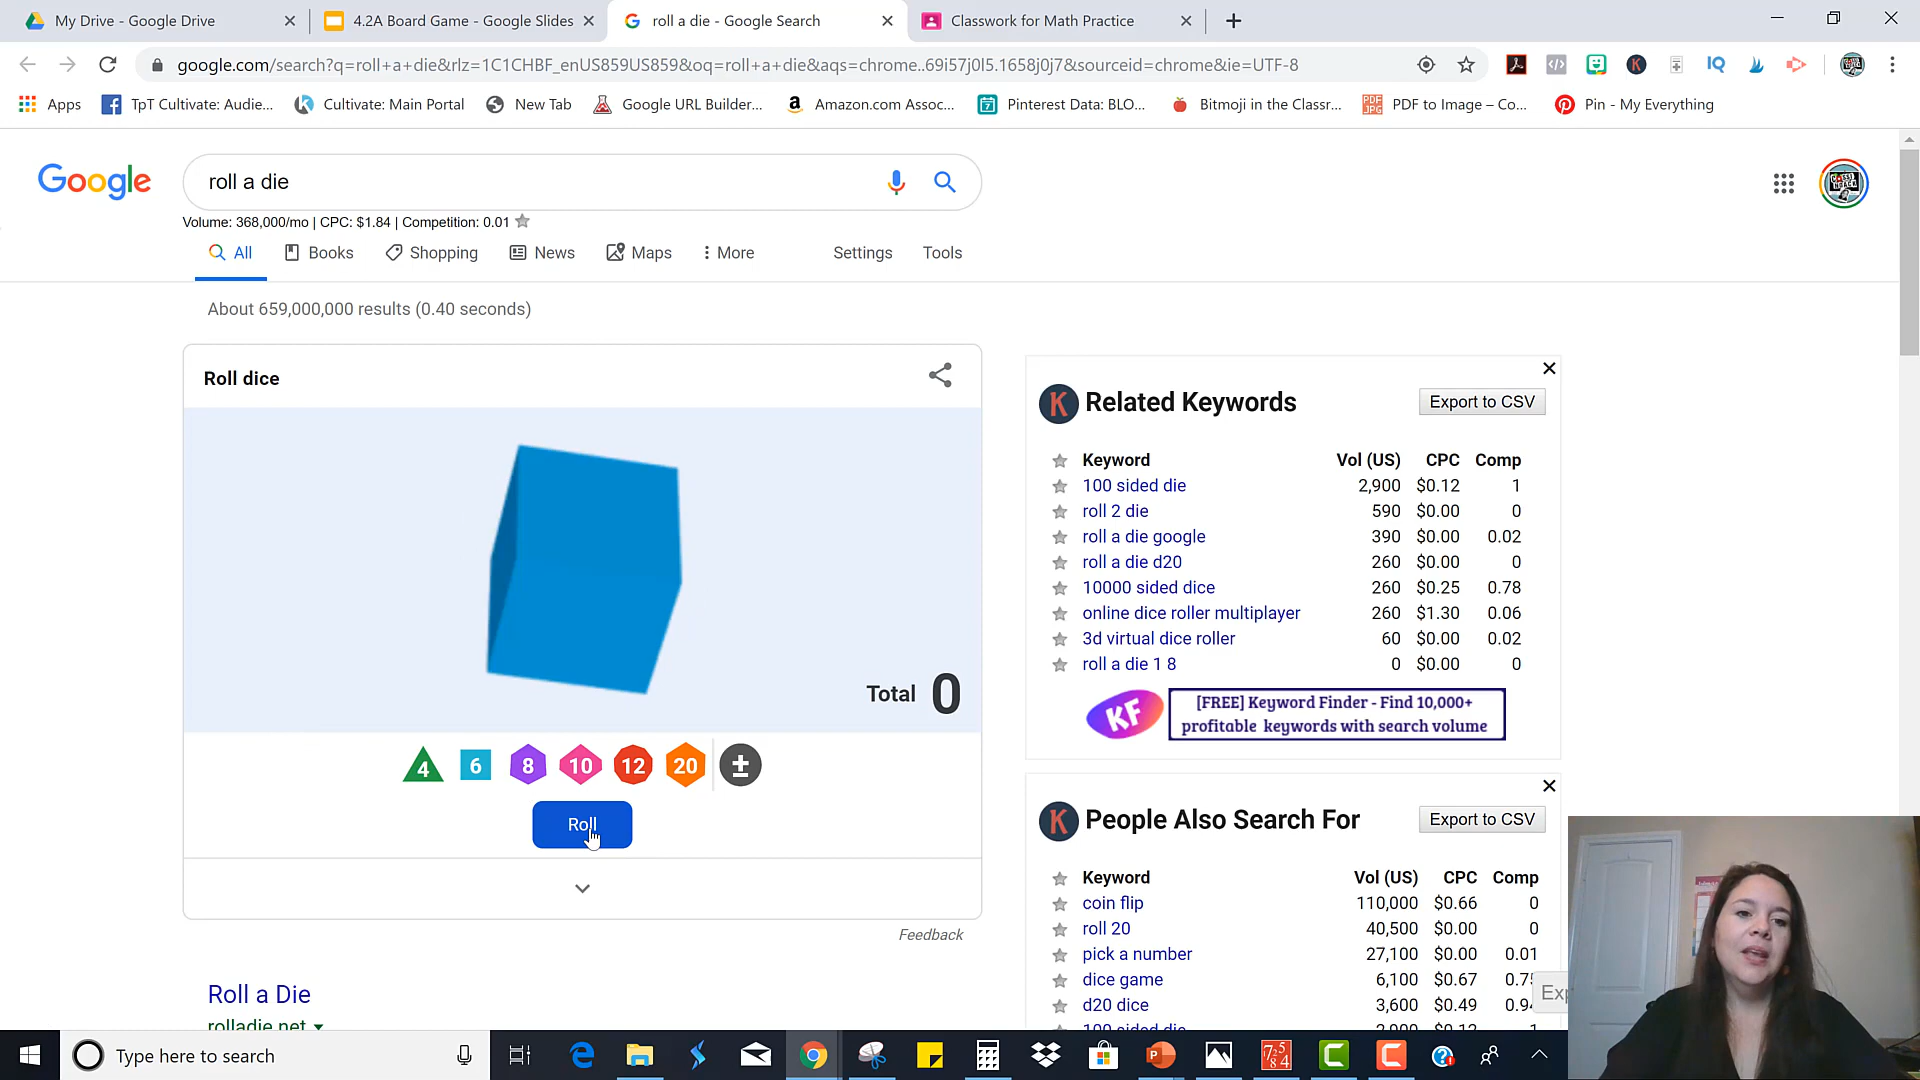 My Drive - Google Drive
4.2A Board Game - Google Slides
roll a die - Google Search
Classwork for Math Practice
google.com/search?q=roll+a+die&rlz=1C1CHBF_enUS859US859&oq=roll+a+die&aqs=chrome..69i57j0l5.1658j0j7&sourceid=chrome&ie=UTF-8
Apps
TpT Cultivate: Audie...
Cultivate: Main Portal
New Tab
Google URL Builder...
Amazon.com Assoc...
Pinterest Data: BLO...
Bitmoji in the Classr...
PDF to Image – Co...
Pin - My Everything
Google
roll a die
Volume: 368,000/mo | CPC: $1.84 | Competition: 0.01
All
Books
Shopping
News
Maps
More
Settings
Tools
About 659,000,000 results (0.40 seconds)
Roll dice
Total 0
4 6 8 10 12 20 ±
Roll
Feedback
Roll a Die
rolladie.net
K Related Keywords
Export to CSV
Keyword Vol (US) CPC Comp
100 sided die 2,900 $0.12 1
roll 2 die 590 $0.00 0
roll a die google 390 $0.00 0.02
roll a die d20 260 $0.00 0
10000 sided dice 260 $0.25 0.78
online dice roller multiplayer 260 $1.30 0.06
3d virtual dice roller 60 $0.00 0.02
roll a die 1 8 0 $0.00 0
KF
[FREE] Keyword Finder - Find 10,000+
profitable keywords with search volume
K People Also Search For
Export to CSV
Keyword Vol (US) CPC Comp
coin flip 110,000 $0.66 0
roll 20 40,500 $0.00 0
pick a number 27,100 $0.00 0.01
dice game 6,100 $0.67
d20 dice 3,600 $0.49
100 sided die 2,900 $0.12 1
Type here to search